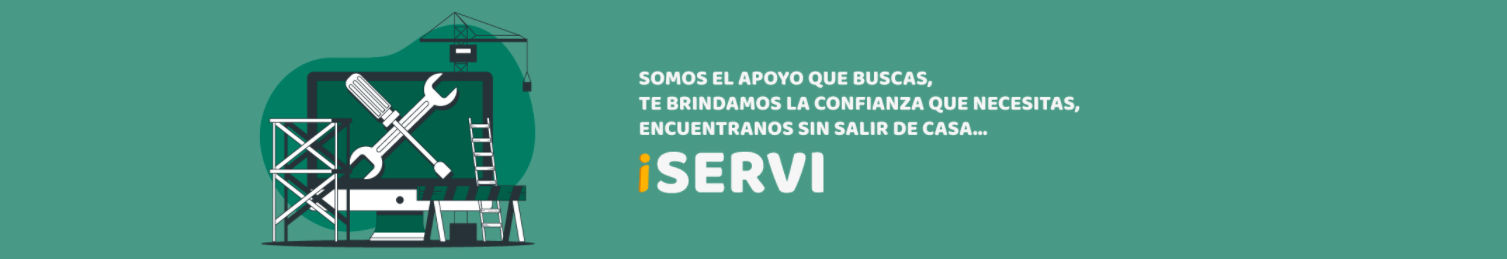 SOMOS EL APOYO QUE BUSCAS,
TE BRINDAMOS LA CONFIANZA QUE NECESITAS,
ENCUENTRANOS SIN SALIR DE CASA...
iSERVI